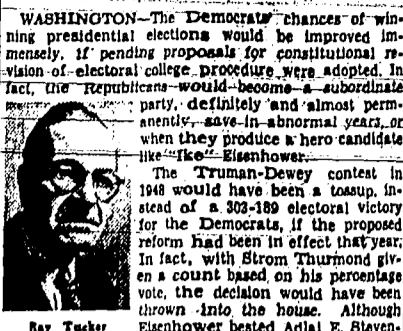 WASHINGTON—The Democrats' chances of win-
ning presidential elections would be improved im-
mensely, if pending proposals for constitutional re-
vision of electoral college procedure were adopted. In
fact, the Republicans would become a subordinate
party, definitely and almost perm-
anently, save in abnormal years, or
when they produce a hero candidate
like "Ike" Eisenhower.
The Truman-Dewey contest in
1948 would have been a tossup, in-
stead of a 303-189 electoral victory
for the Democrats, if the proposed
reform had been in effect that year.
In fact, with Strom Thurmond giv-
en a count based on his percentage
vote, the decision would have been
thrown into the house. Although
Eisenhower bested Adlai E. Steven-
Ray Tucker